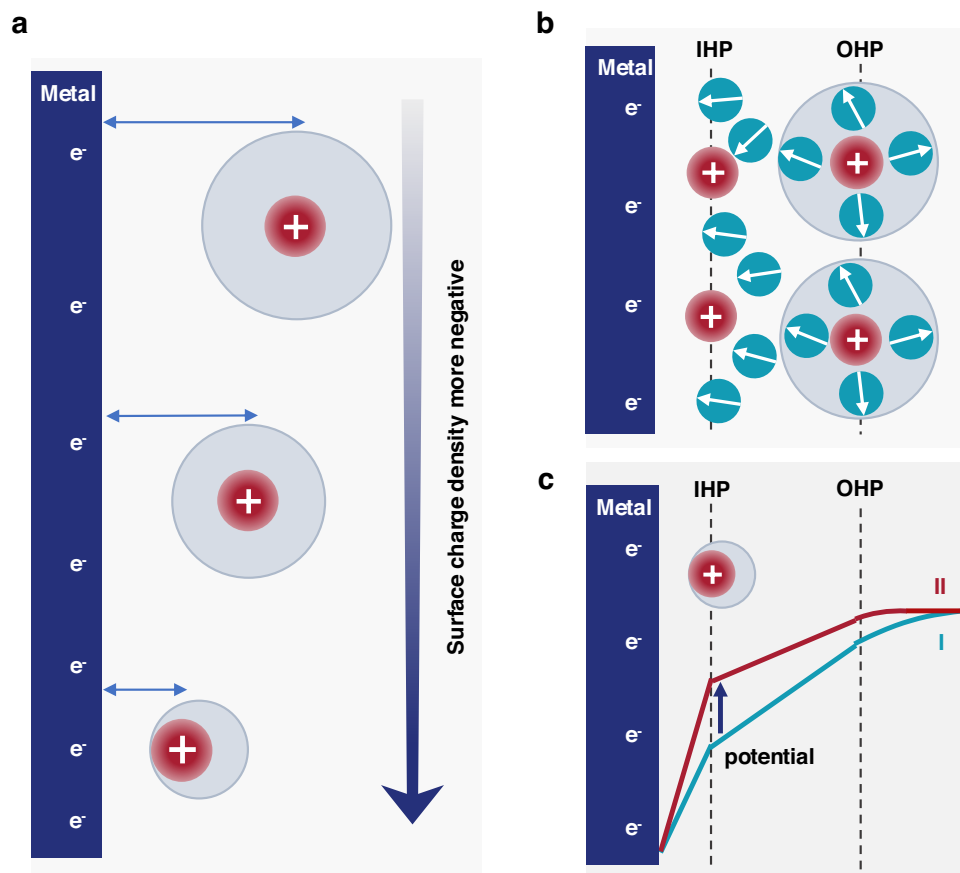 a
Metal
e-
e-
e-
e-
e-
e-
e-
+
+
+
Surface charge density more negative
b
IHP
OHP
Metal
e-
e-
e-
e-
+
+
+
+
c
IHP
OHP
Metal
e-
e-
e-
e-
+
II
I
potential